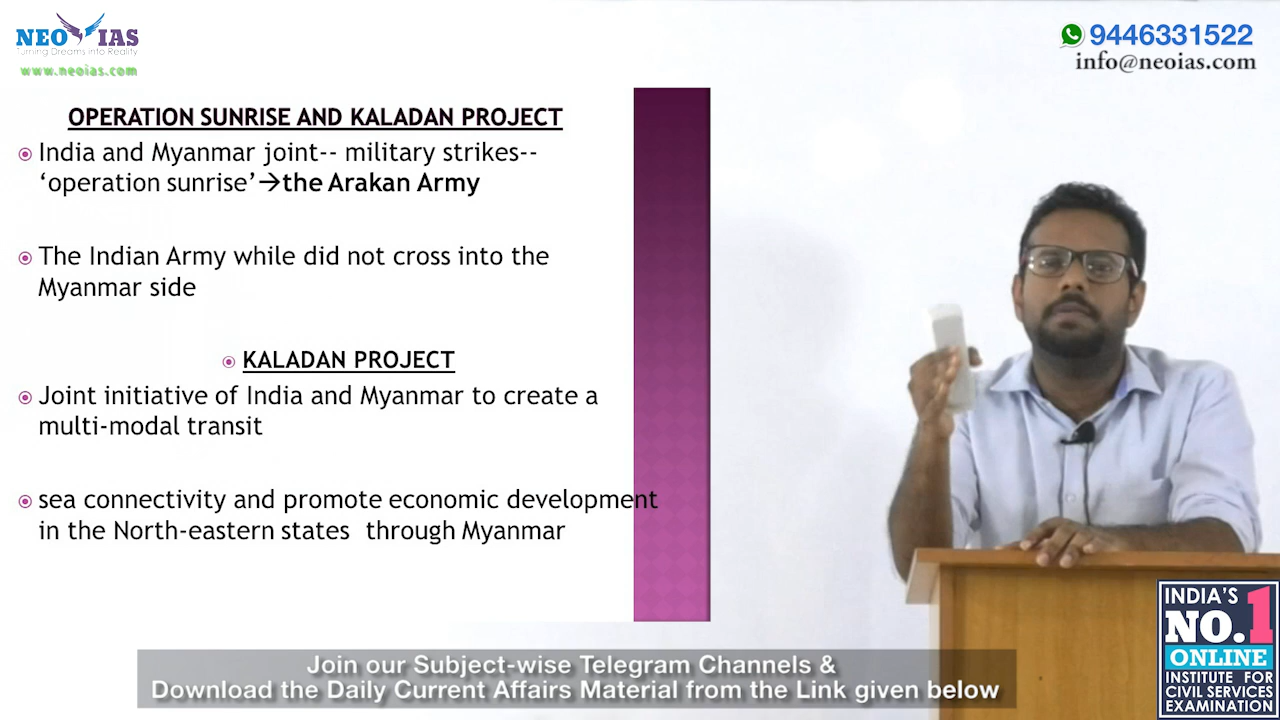 NEO IAS
Turning Dreams into Reality
www.neoias.com
9446331522
info@neoias.com
OPERATION SUNRISE AND KALADAN PROJECT
India and Myanmar joint-- military strikes--
‘operation sunrise’→the Arakan Army
The Indian Army while did not cross into the
Myanmar side
KALADAN PROJECT
Joint initiative of India and Myanmar to create a
multi-modal transit
sea connectivity and promote economic development
in the North-eastern states through Myanmar
INDIA'S
NO.1
ONLINE
INSTITUTE FOR
CIVIL SERVICES
EXAMINATION
Join our Subject-wise Telegram Channels &
Download the Daily Current Affairs Material from the Link given below